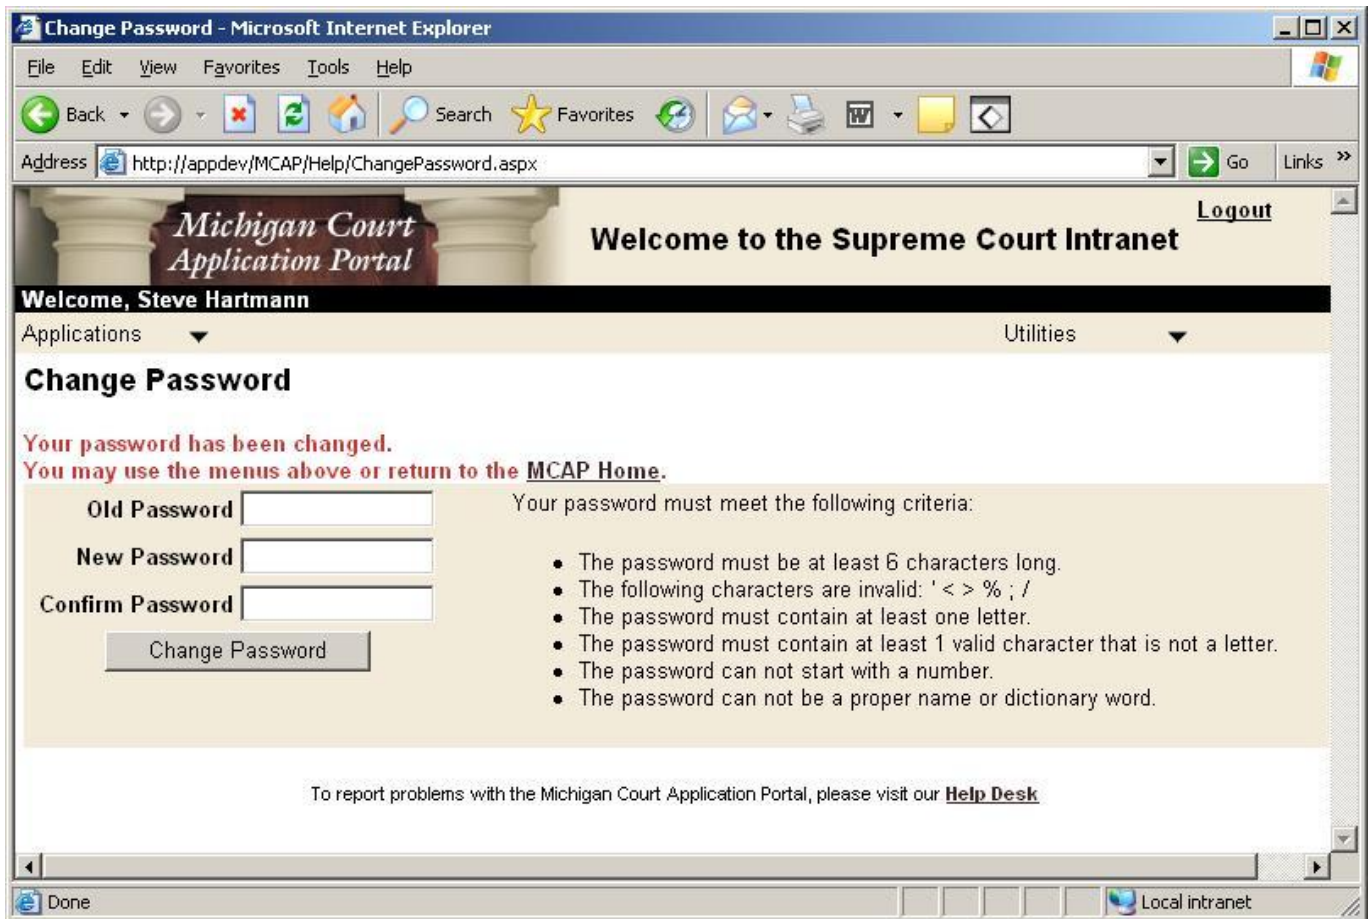 Change Password - Microsoft Internet Explorer
File Edit View Favorites Tools Help
Back Search Favorites
Address http://appdev/MCAP/Help/ChangePassword.aspx Go Links »
Michigan Court
Application Portal
Logout
Welcome to the Supreme Court Intranet
Welcome, Steve Hartmann
Applications Utilities
Change Password
Your password has been changed.
You may use the menus above or return to the MCAP Home.
Old Password
New Password
Confirm Password
Change Password
Your password must meet the following criteria:
• The password must be at least 6 characters long.
• The following characters are invalid: ' < > % ; /
• The password must contain at least one letter.
• The password must contain at least 1 valid character that is not a letter.
• The password can not start with a number.
• The password can not be a proper name or dictionary word.
To report problems with the Michigan Court Application Portal, please visit our Help Desk
Done Local intranet